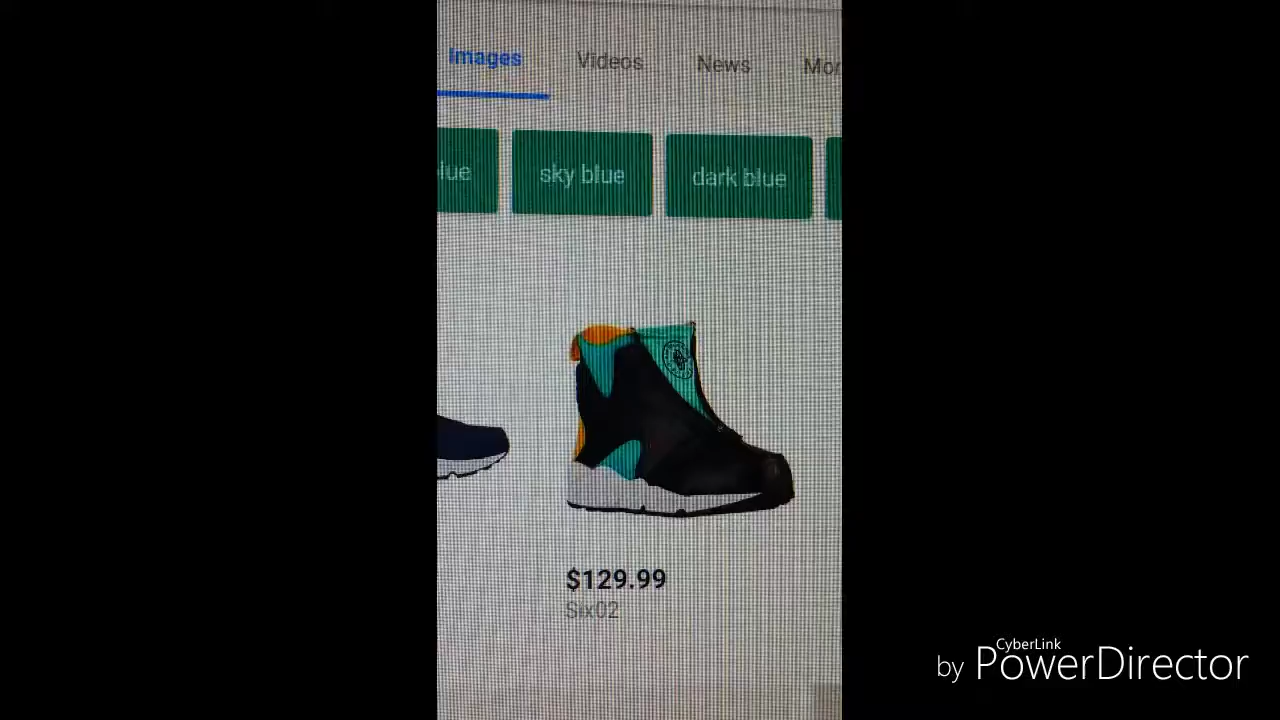 Images Videos News Mor
lue sky blue dark blue
$129.99
Six02
CyberLink
by PowerDirector